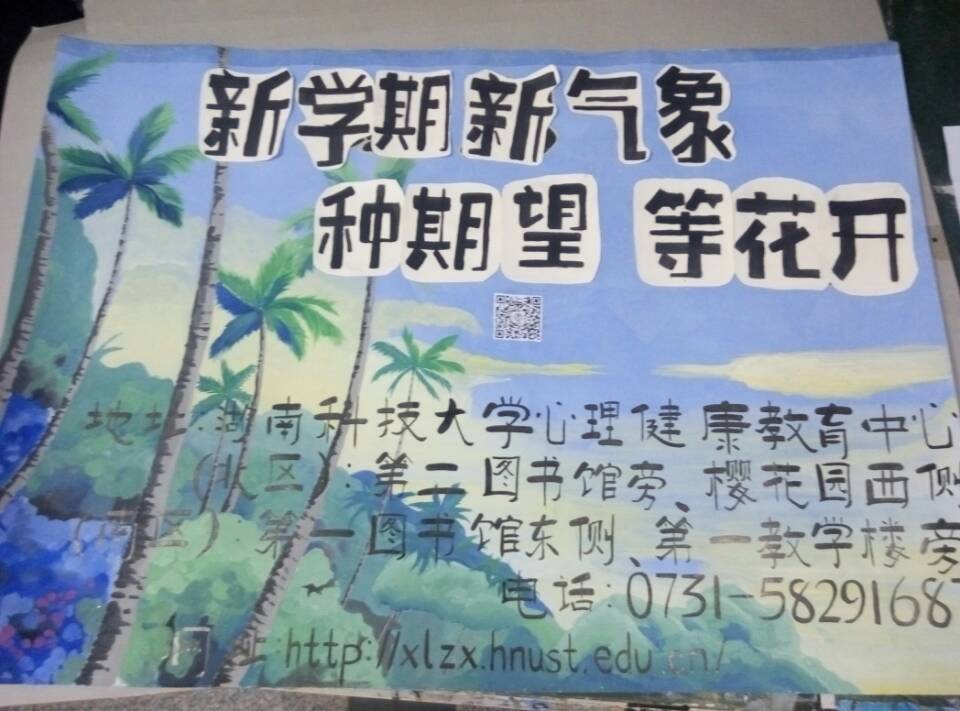 新学期新气象
种期望 等花开
地址:湖南科技大学心理健康教育中心
(北区):第二图书馆旁、樱花园西侧
(南区)第一图书馆东侧、第一教学楼旁
电话:0731-58291687
网址:http://xlzx.hnust.edu.cn/